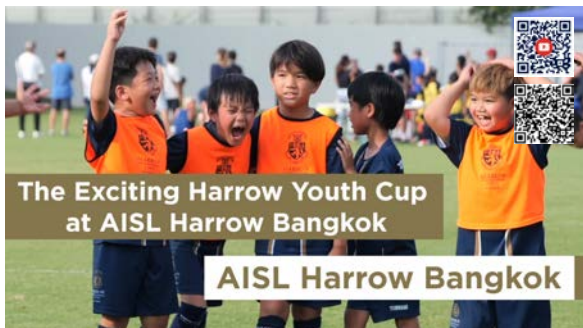 The Exciting Harrow Youth Cup
at AISL Harrow Bangkok
AISL Harrow Bangkok